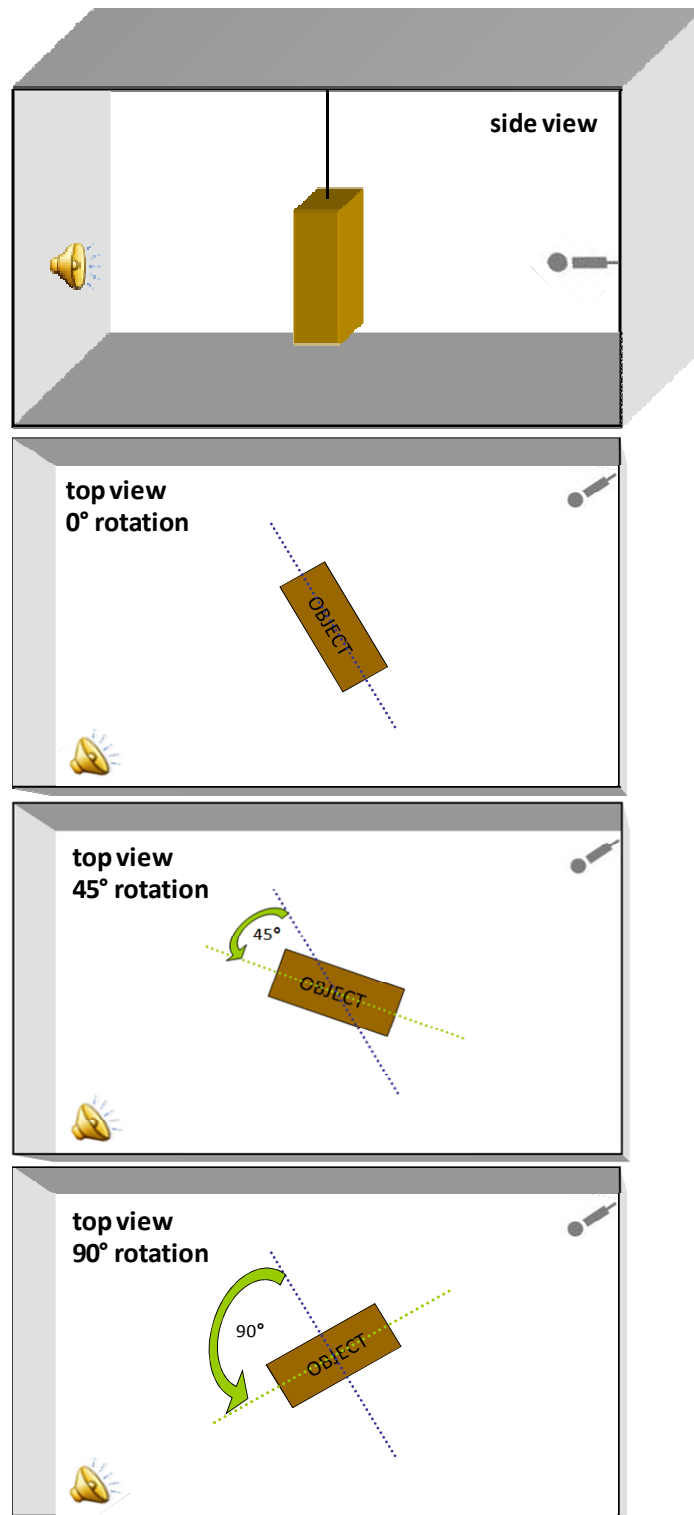 side view
top view
0° rotation
OBJECT
top view
45° rotation
45°
OBJECT
top view
90° rotation
90°
OBJECT